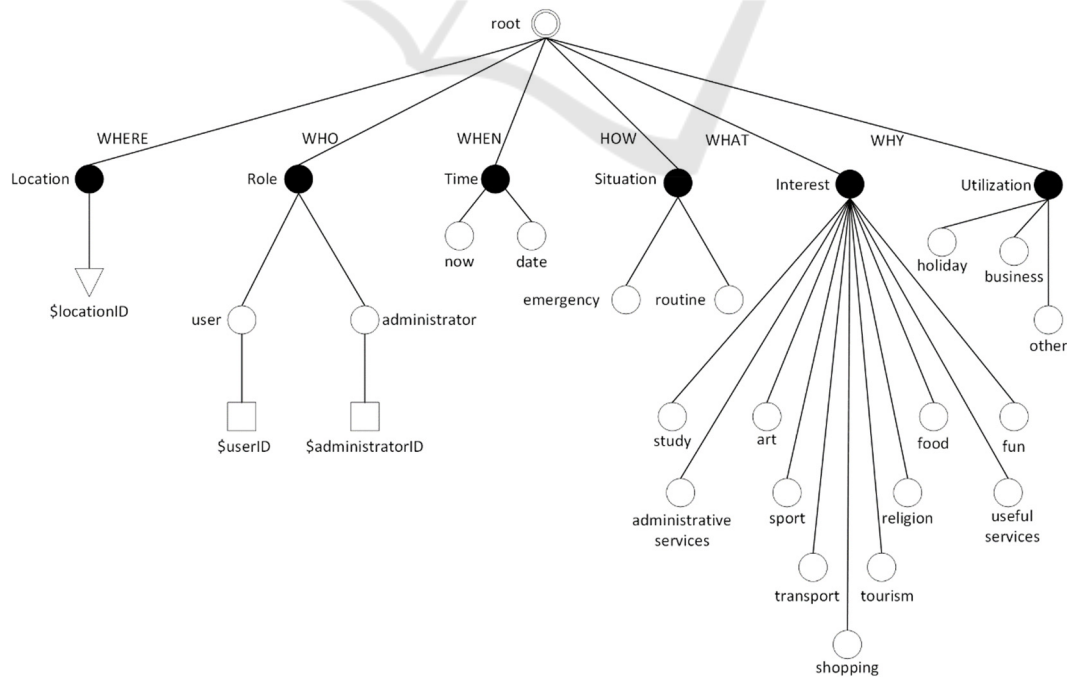 root
WHERE
WHO
WHEN
HOW
WHAT
WHY
Location
Role
Time
Situation
Interest
Utilization
now
date
holiday
business
$locationID
emergency
routine
user
administrator
other
$userID
$administratorID
study
art
food
fun
administrative
services
sport
religion
useful
services
transport
tourism
shopping